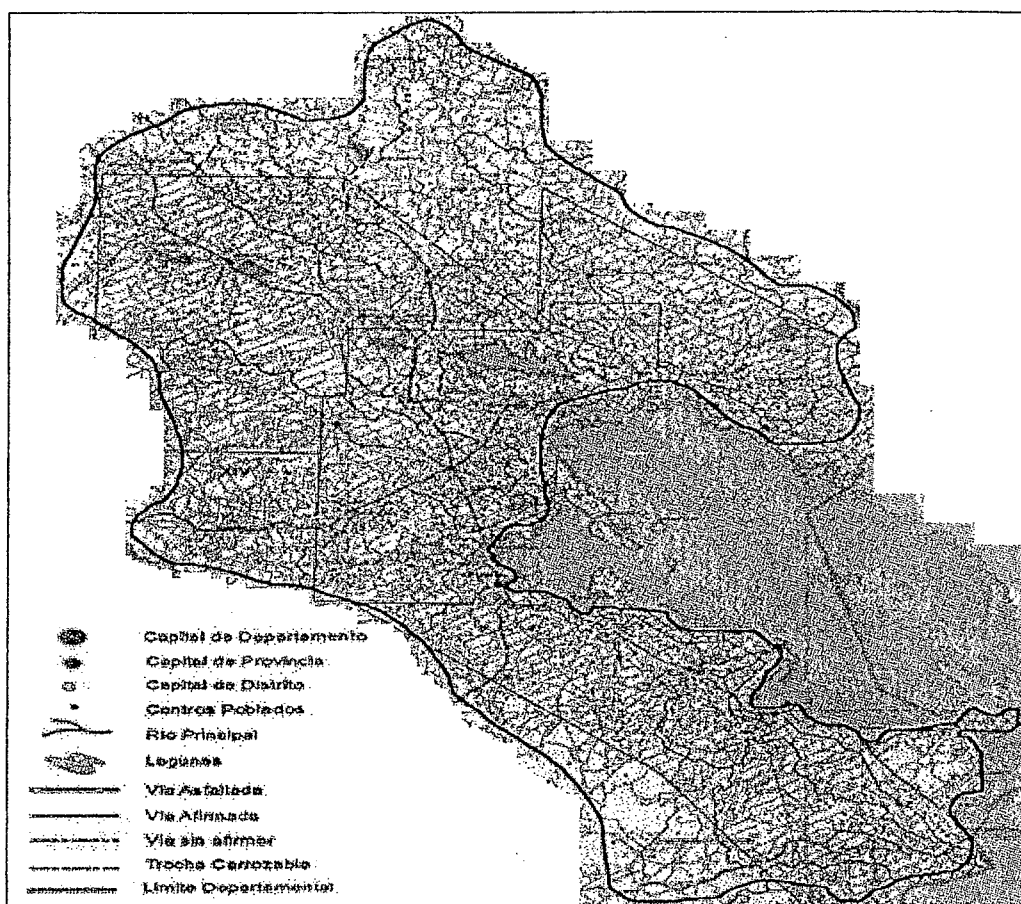 XIV
Capital de Departamento
Capital de Provincia
Capital de Distrito
Centros Poblados
Rio Principal
Lagunas
Via Asfaltada
Via Afirmada
Via sin afirmar
Trocha Carrozable
Limite Departamental